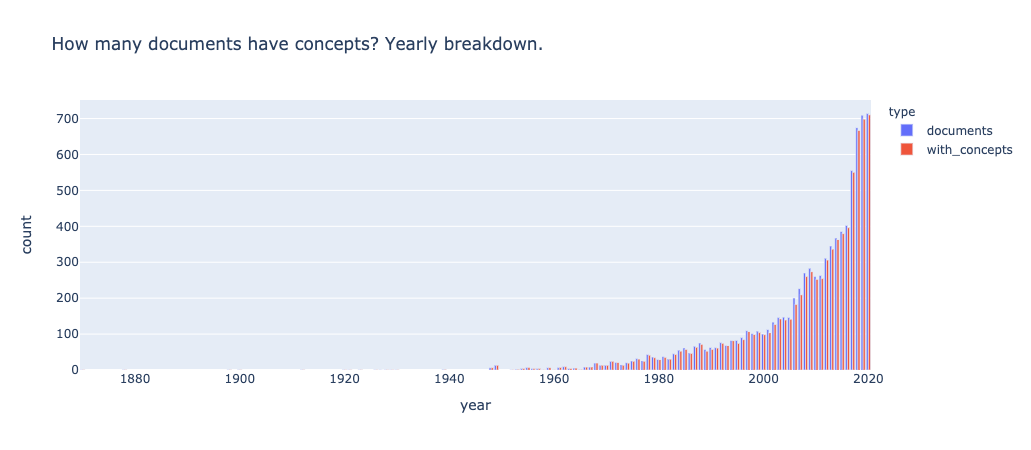 How many documents have concepts? Yearly breakdown.
type
documents
with_concepts
700
600
500
400
300
200
100
0
count
1880 1900 1920 1940 1960 1980 2000 2020
year